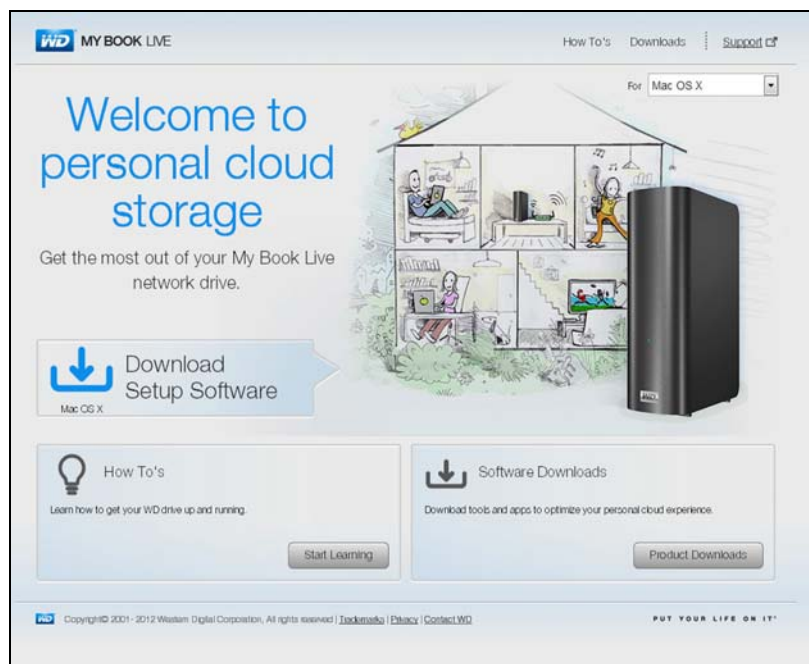 WD MY BOOK LIVE
How To's Downloads Support
For Mac OS X
Welcome to
personal cloud
storage
Get the most out of your My Book Live
network drive.
Download
Setup Software
Mac OS X
WD
How To's
Learn how to get your WD drive up and running.
Start Learning
Software Downloads
Download tools and apps to optimize your personal cloud experience.
Product Downloads
WD Copyright© 2001 - 2012 Western Digital Corporation, All rights reserved | Trademarks | Privacy | Contact WD
PUT YOUR LIFE ON IT®